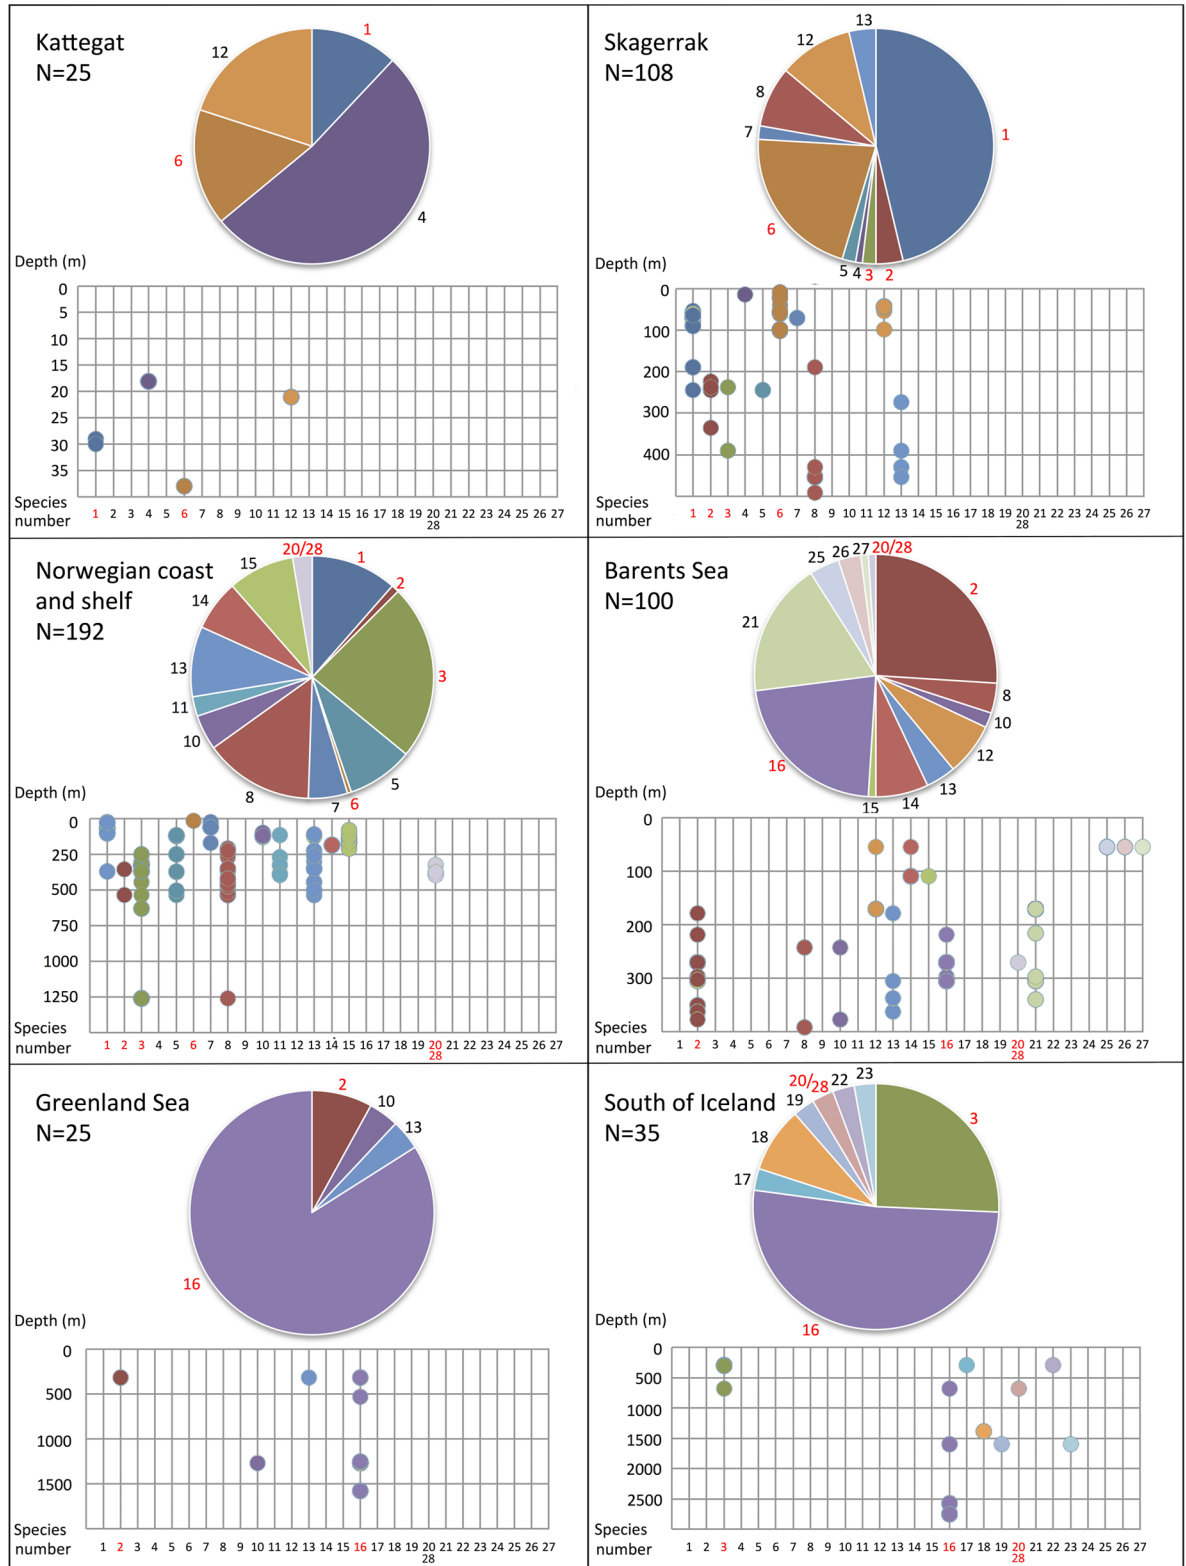 Kattegat
N=25
1
12
6
4
Depth (m)
0
5
10
15
20
25
30
35
Species
number
1 2 3 4 5 6 7 8 9 10 11 12 13 14 15 16 17 18 19 20 21 22 23 24 25 26 27
28
Skagerrak
N=108
13
12
8
7
1
6
5 4 3 2
Depth (m)
0
100
200
300
400
Species
number
1 2 3 4 5 6 7 8 9 10 11 12 13 14 15 16 17 18 19 20 21 22 23 24 25 26 27
28
Norwegian coast
and shelf
N=192
20/28
1
15
2
14
13
3
11
10
8
7 6
5
Depth (m)
0
250
500
750
1000
1250
Species
number
1 2 3 4 5 6 7 8 9 10 11 12 13 14 15 16 17 18 19 20 21 22 23 24 25 26 27
28
Barents Sea
N=100
25 26 27 20/28
2
21
8
10
12
16
13
15 14
Depth (m)
0
100
200
300
Species
number
1 2 3 4 5 6 7 8 9 10 11 12 13 14 15 16 17 18 19 20 21 22 23 24 25 26 27
28
Greenland Sea
N=25
2
10
13
16
Depth (m)
0
500
1000
1500
Species
number
1 2 3 4 5 6 7 8 9 10 11 12 13 14 15 16 17 18 19 20 21 22 23 24 25 26 27
28
South of Iceland
N=35
20/28 22 23
19
18
17
3
16
Depth (m)
0
500
1000
1500
2000
2500
Species
number
1 2 3 4 5 6 7 8 9 10 11 12 13 14 15 16 17 18 19 20 21 22 23 24 25 26 27
28